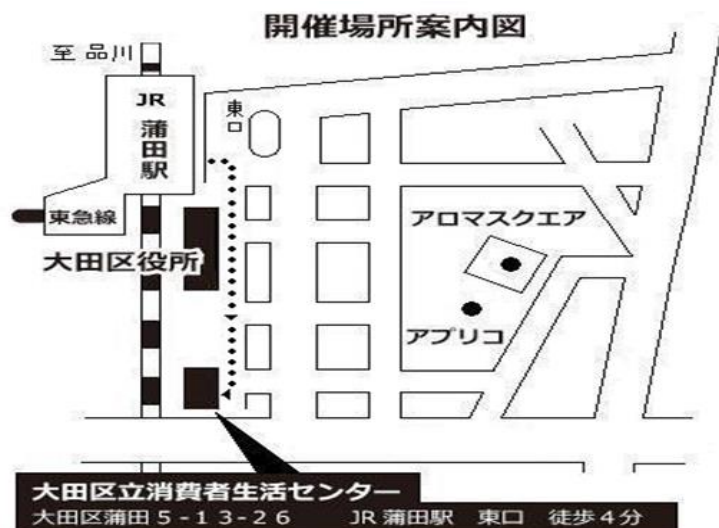 開催場所案内図
至 品川
JR
蒲田駅
東口
東急線
大田区役所
アロマスクエア
アプリコ
大田区立消費者生活センター
大田区蒲田5-13-26　JR蒲田駅　東口　徒歩4分